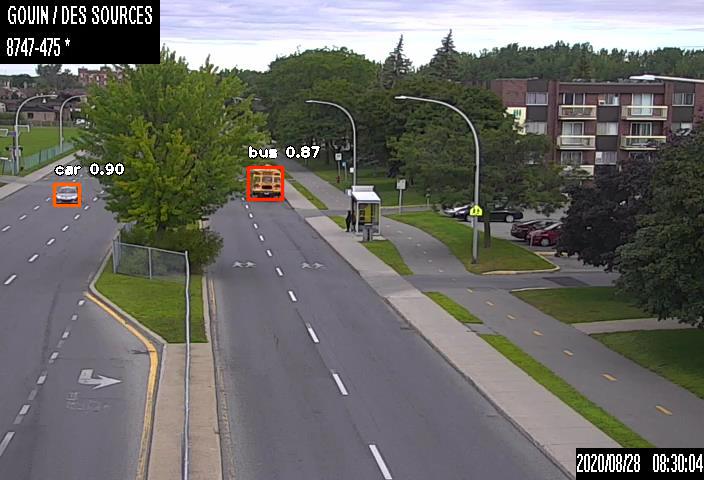 GOUIN / DES SOURCES
8747-475 *
car 0.90
bus 0.87
2020/08/28 08:30:04